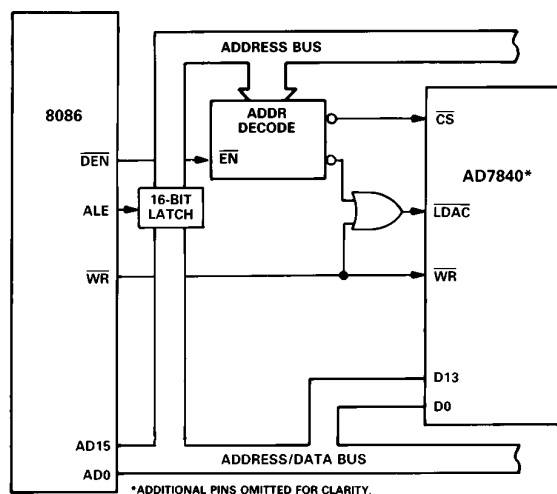 ADDRESS BUS
8086
ADDR
DECODE
CS
DEN
EN
AD7840*
ALE
16-BIT
LATCH
LDAC
WR
WR
D13
D0
AD15
ADDRESS/DATA BUS
AD0
*ADDITIONAL PINS OMITTED FOR CLARITY.